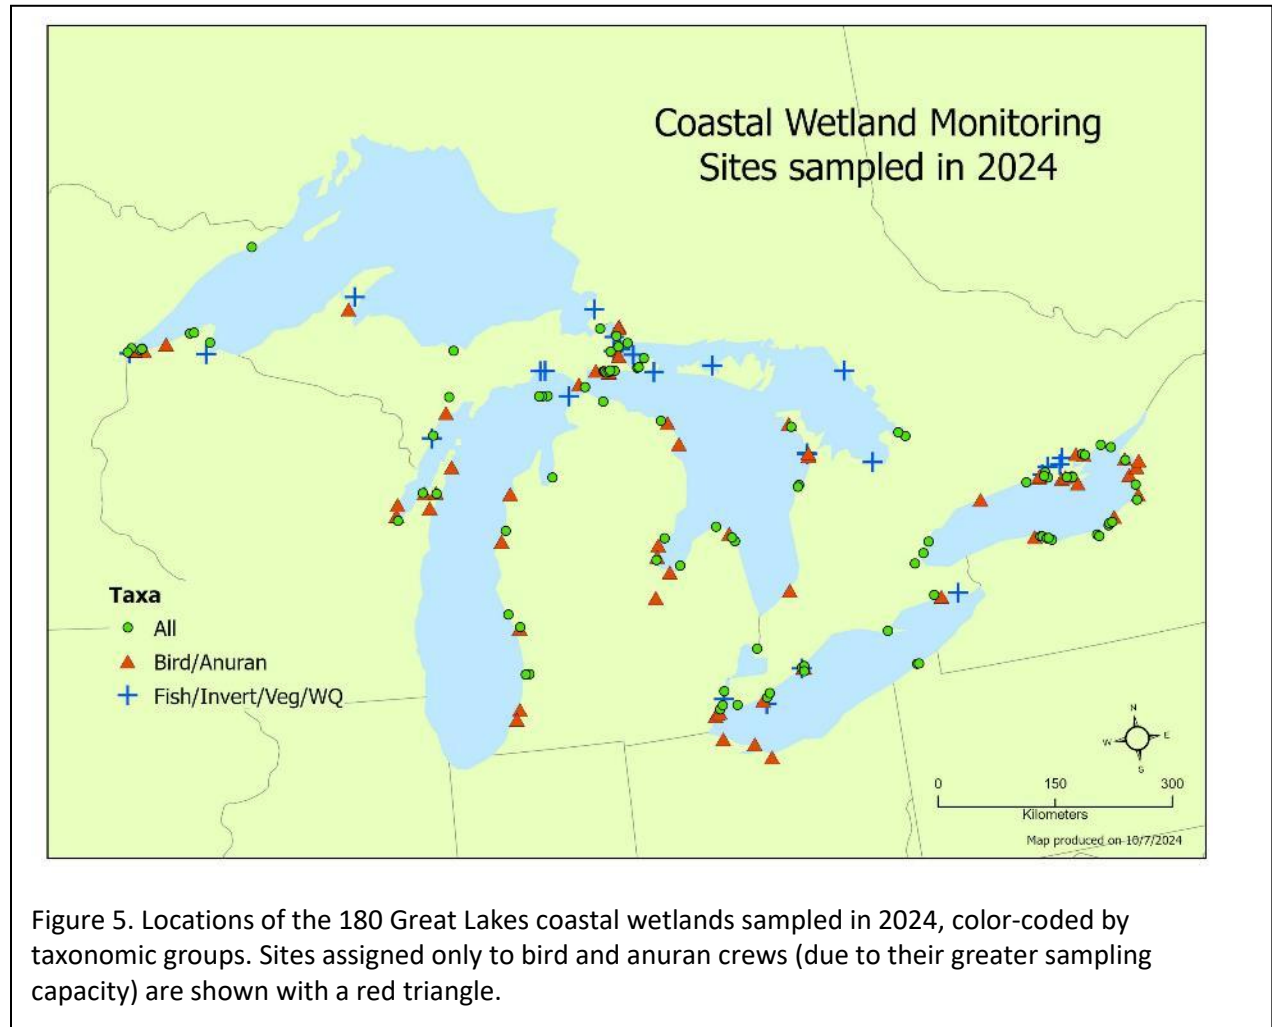 Coastal Wetland Monitoring
Sites sampled in 2024
Taxa
All
Bird/Anuran
Fish/Invert/Veg/WQ
N
W E
S
0 150 300
Kilometers
Map produced on 10/7/2024
Figure 5. Locations of the 180 Great Lakes coastal wetlands sampled in 2024, color-coded by
taxonomic groups. Sites assigned only to bird and anuran crews (due to their greater sampling
capacity) are shown with a red triangle.